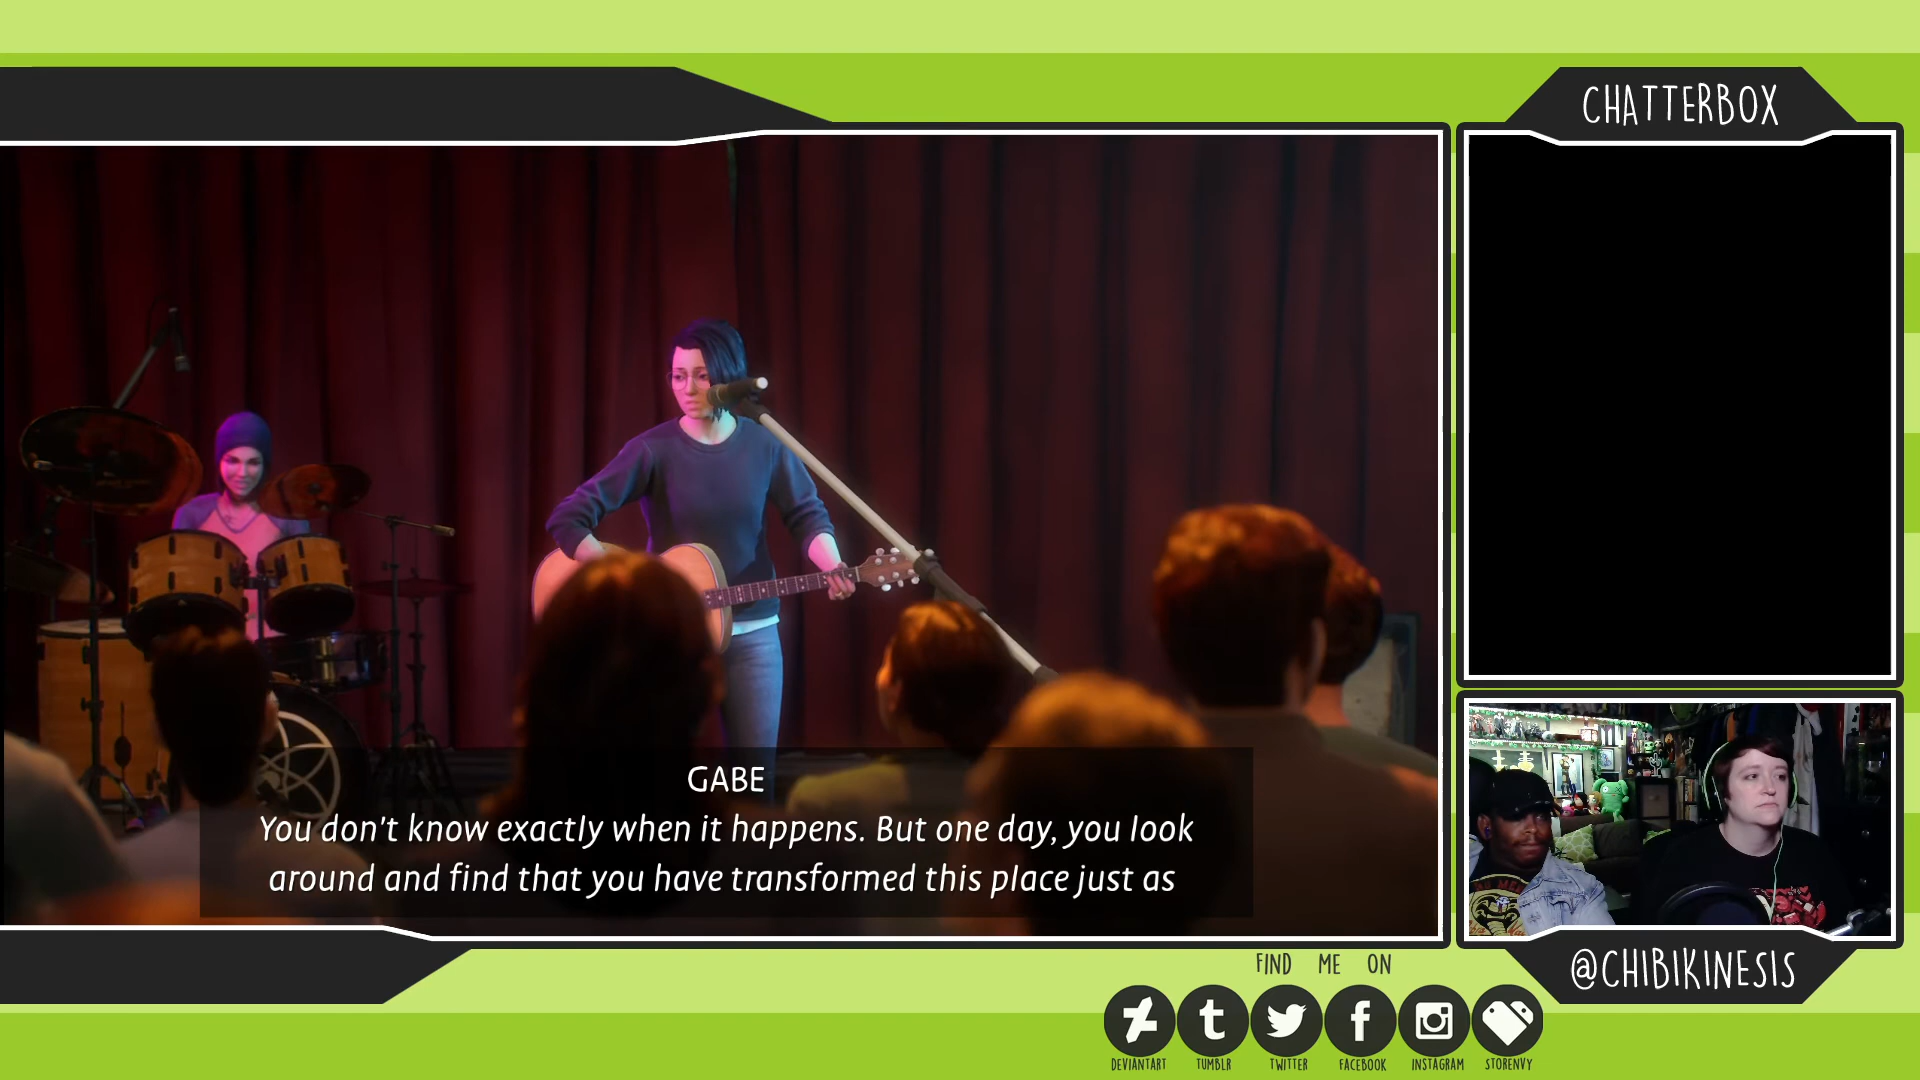 CHATTERBOX
GABE
You don't know exactly when it happens. But one day, you look
around and find that you have transformed this place just as
FIND ME ON
@CHIBIKINESIS
DEVIANTART TUMBLR TWITTER FACEBOOK INSTAGRAM STORENVY